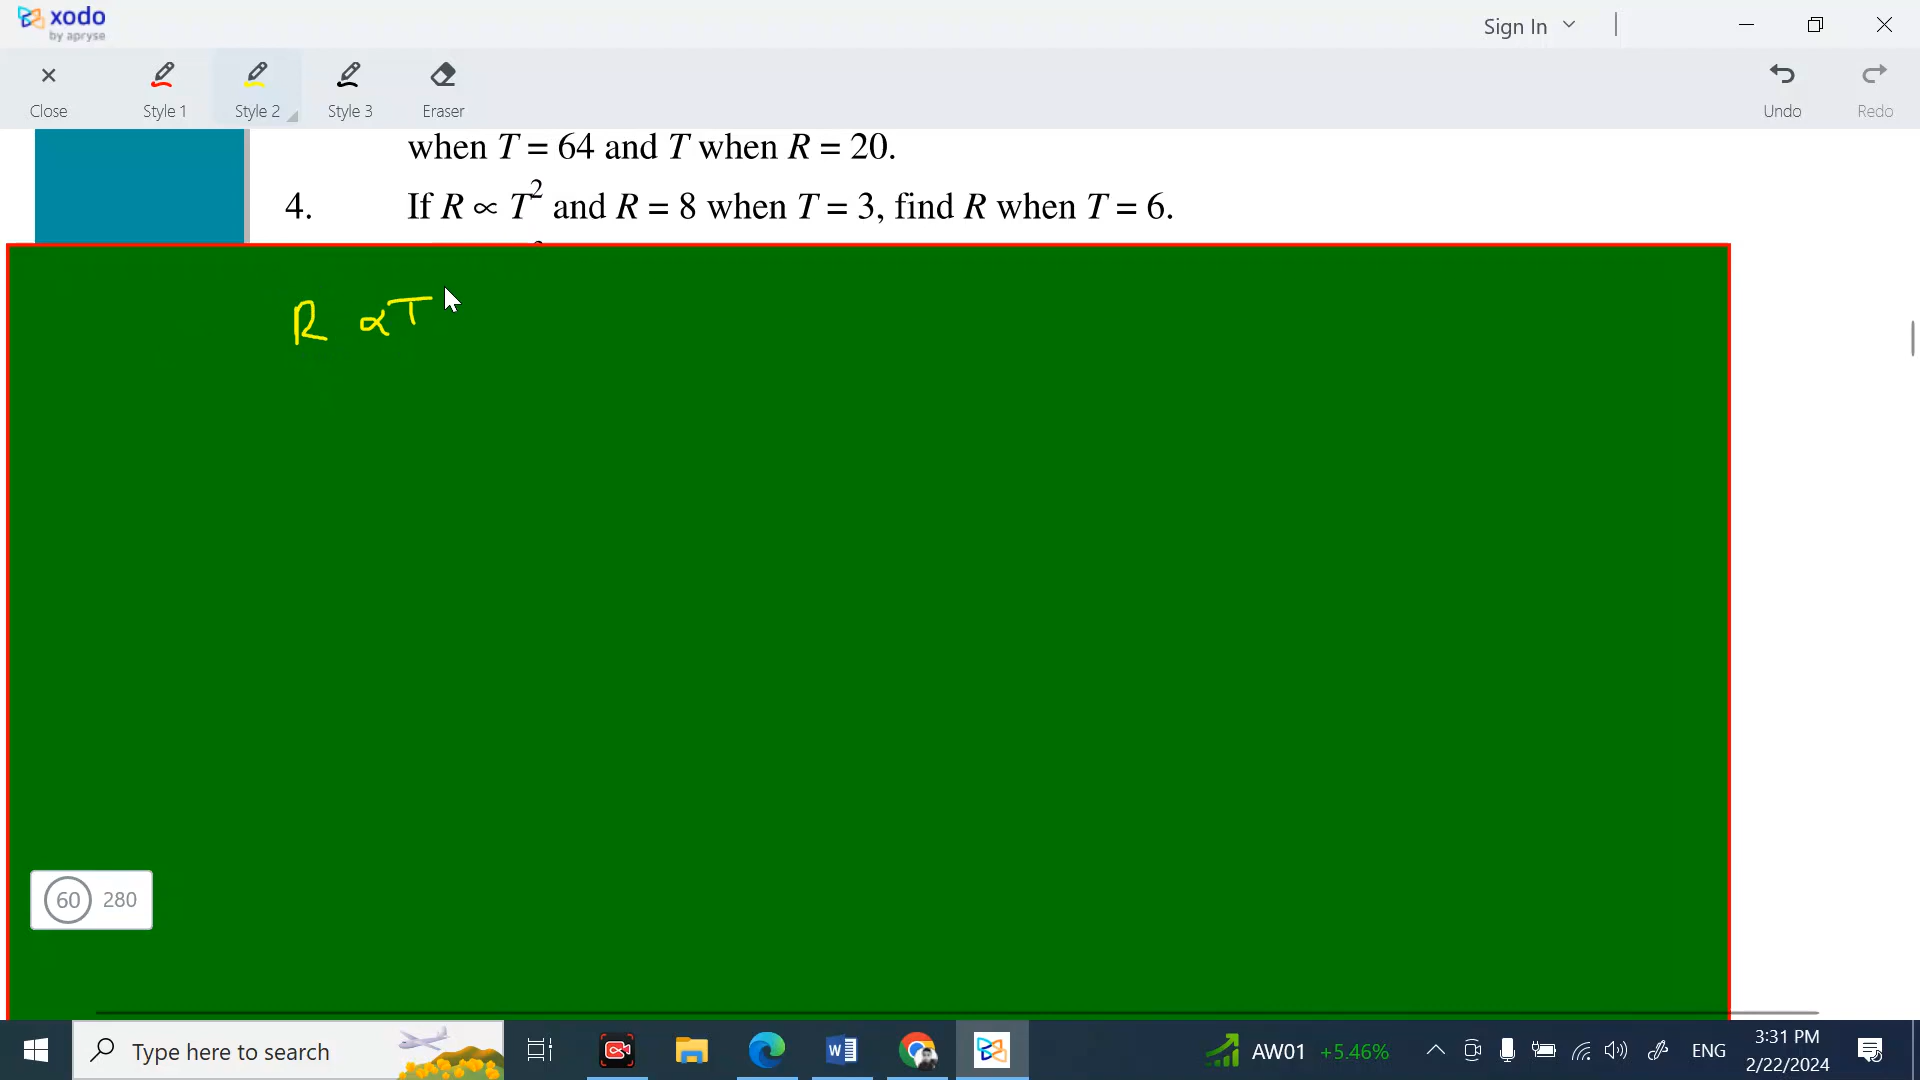 xodo
by apryse
Sign In
Close
Style 1
Style 2
Style 3
Eraser
Undo
Redo
when T = 64 and T when R = 20.
4. If R ∝ T² and R = 8 when T = 3, find R when T = 6.
R ∝ T
60 280
Type here to search
AW01 +5.46%
ENG
3:31 PM
2/22/2024